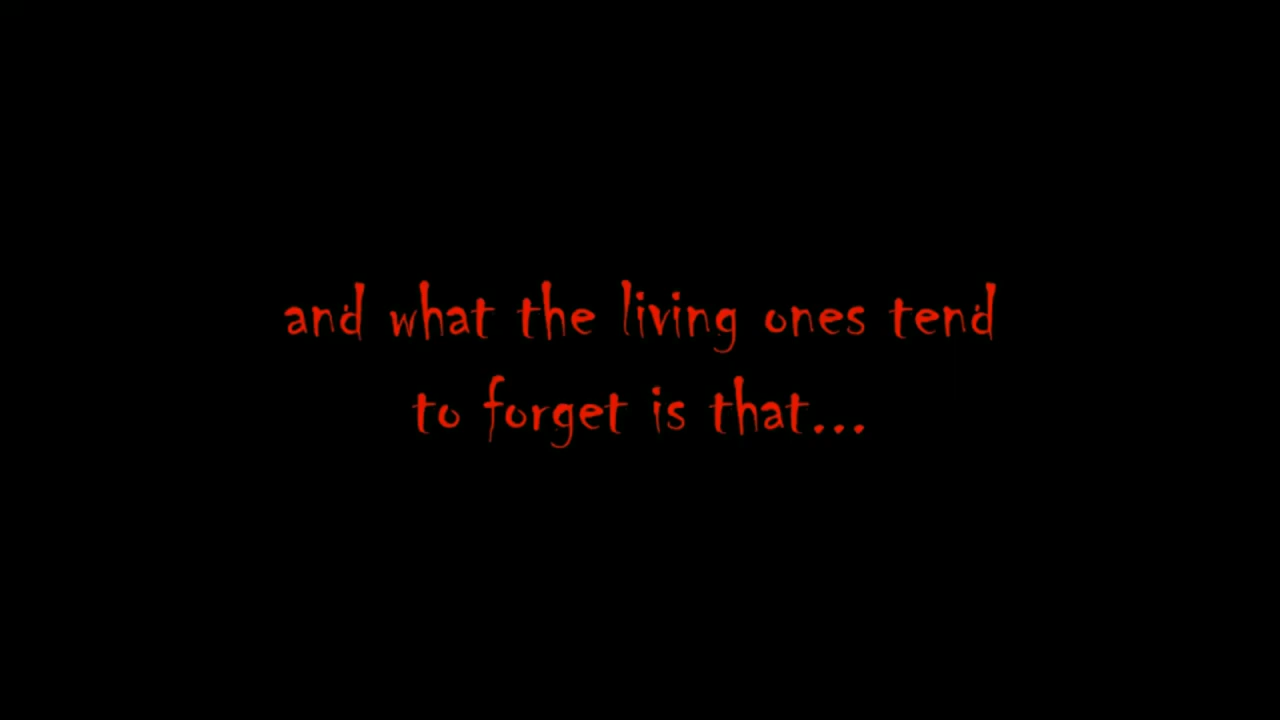 and what the living ones tend
to forget is that...